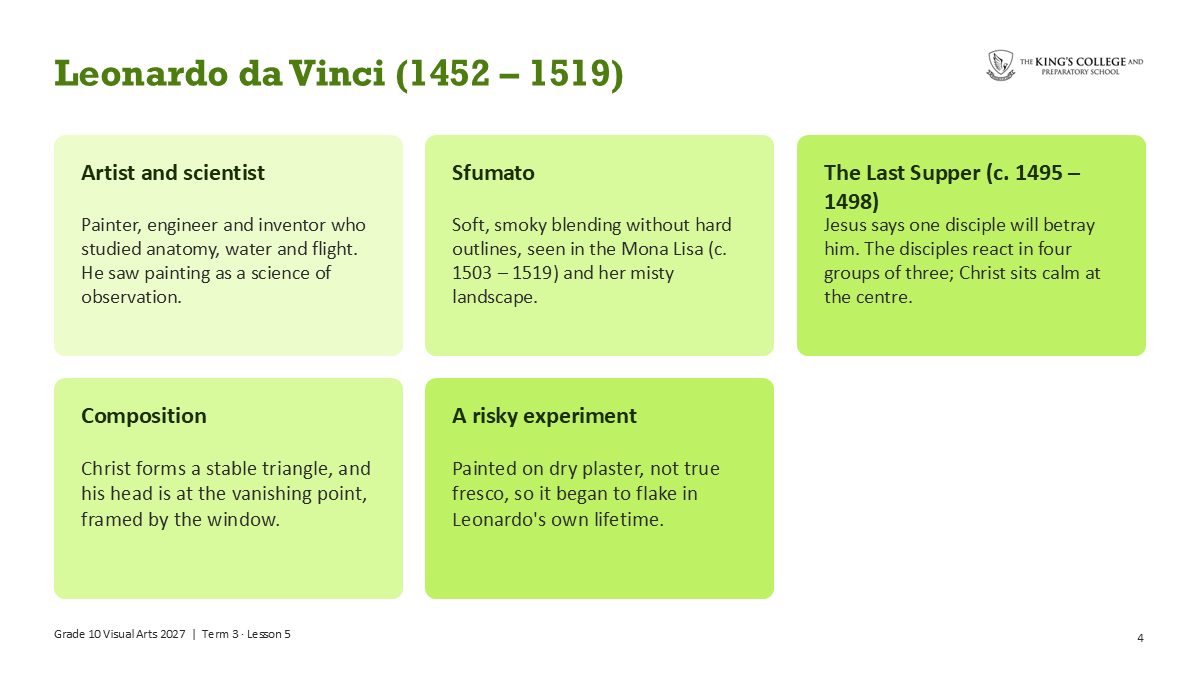 Leonardo da Vinci (1452 – 1519)
THE KING'S COLLEGE AND
PREPARATORY SCHOOL
Artist and scientist
Painter, engineer and inventor who
studied anatomy, water and flight.
He saw painting as a science of
observation.
Sfumato
Soft, smoky blending without hard
outlines, seen in the Mona Lisa (c.
1503 – 1519) and her misty
landscape.
The Last Supper (c. 1495 –
1498)
Jesus says one disciple will betray
him. The disciples react in four
groups of three; Christ sits calm at
the centre.
Composition
Christ forms a stable triangle, and
his head is at the vanishing point,
framed by the window.
A risky experiment
Painted on dry plaster, not true
fresco, so it began to flake in
Leonardo's own lifetime.
Grade 10 Visual Arts 2027 | Term 3 · Lesson 5
4